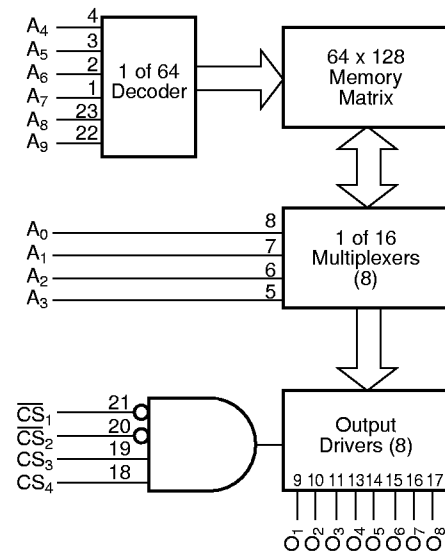 A4 4
A5 3
A6 2
A7 1
A8 23
A9 22
1 of 64
Decoder
64 x 128
Memory
Matrix
A0 8
A1 7
A2 6
A3 5
1 of 16
Multiplexers
(8)
CS1 21
CS2 20
CS3 19
CS4 18
Output
Drivers (8)
9 10 11 13 14 15 16 17
O1 O2 O3 O4 O5 O6 O7 O8